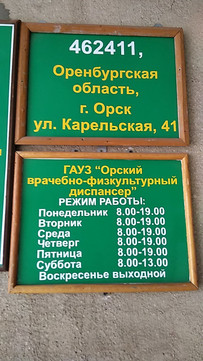 462411,
Оренбургская
область,
г. Орск
ул. Карельская, 41
ГАУЗ "Орский
врачебно-физкультурный
диспансер"
РЕЖИМ РАБОТЫ:
Понедельник 8.00-19.00
Вторник 8.00-19.00
Среда 8.00-19.00
Четверг 8.00-19.00
Пятница 8.00-19.00
Суббота 8.00-13.00
Воскресенье выходной